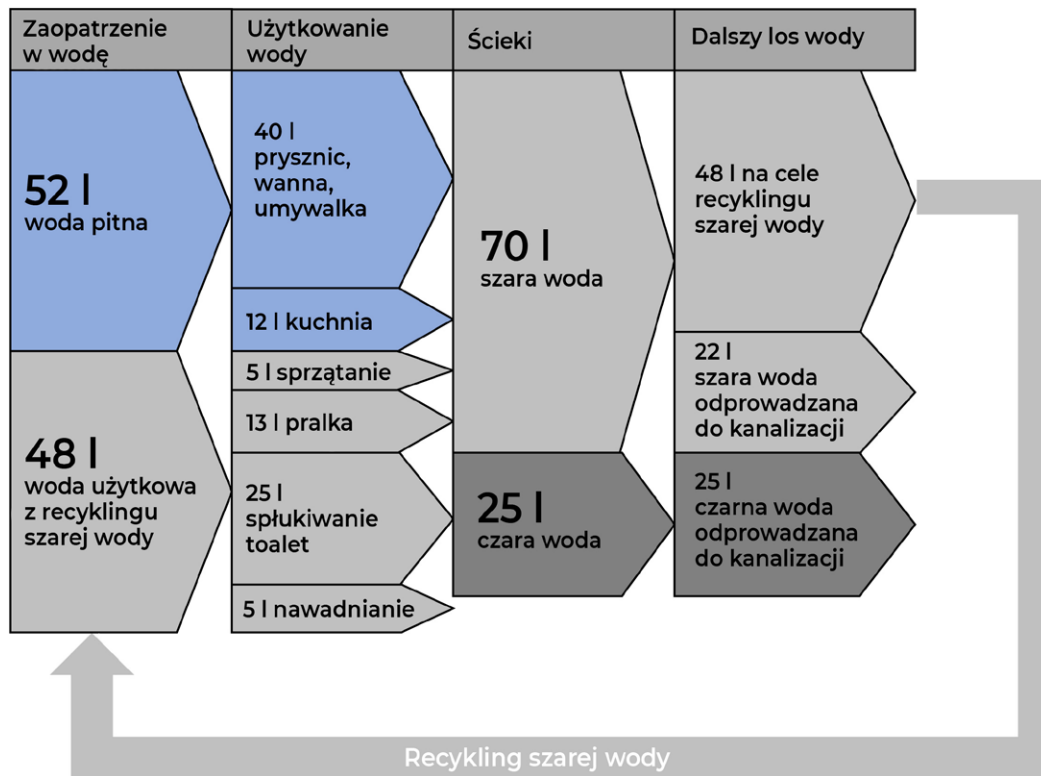 Zaopatrzenie
w wodę
Użytkowanie
wody
Ścieki
Dalszy los wody
52 l
woda pitna
48 l
woda użytkowa
z recyklingu
szarej wody
40 l
prysznic,
wanna,
umywalka
12 l kuchnia
5 l sprzątanie
13 l pralka
25 l
spłukiwanie
toalet
5 l nawadnianie
70 l
szara woda
25 l
czara woda
48 l na cele
recyklingu
szarej wody
22 l
szara woda
odprowadzana
do kanalizacji
25 l
czarna woda
odprowadzana
do kanalizacji
Recykling szarej wody